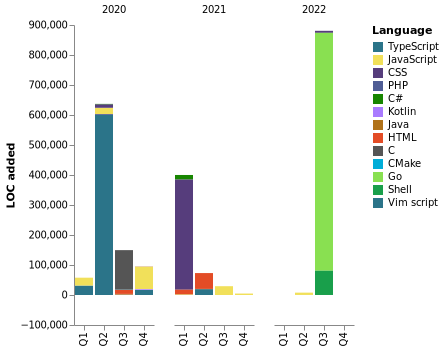 2020
2021
2022
LOC added
900,000
800,000
700,000
600,000
500,000
400,000
300,000
200,000
100,000
0
−100,000
Q1
Q2
Q3
Q4
Q1
Q2
Q3
Q4
Q1
Q2
Q3
Q4
Language
TypeScript
JavaScript
CSS
PHP
C#
Kotlin
Java
HTML
C
CMake
Go
Shell
Vim script